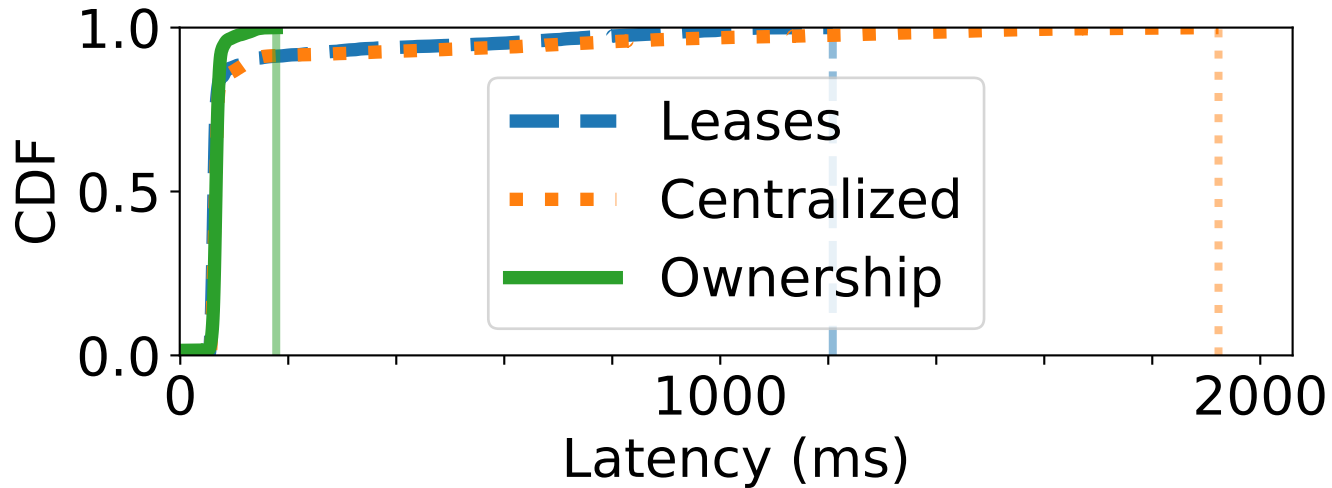 1.0
0.5
0.0
CDF
Leases
Centralized
Ownership
0 1000 2000
Latency (ms)